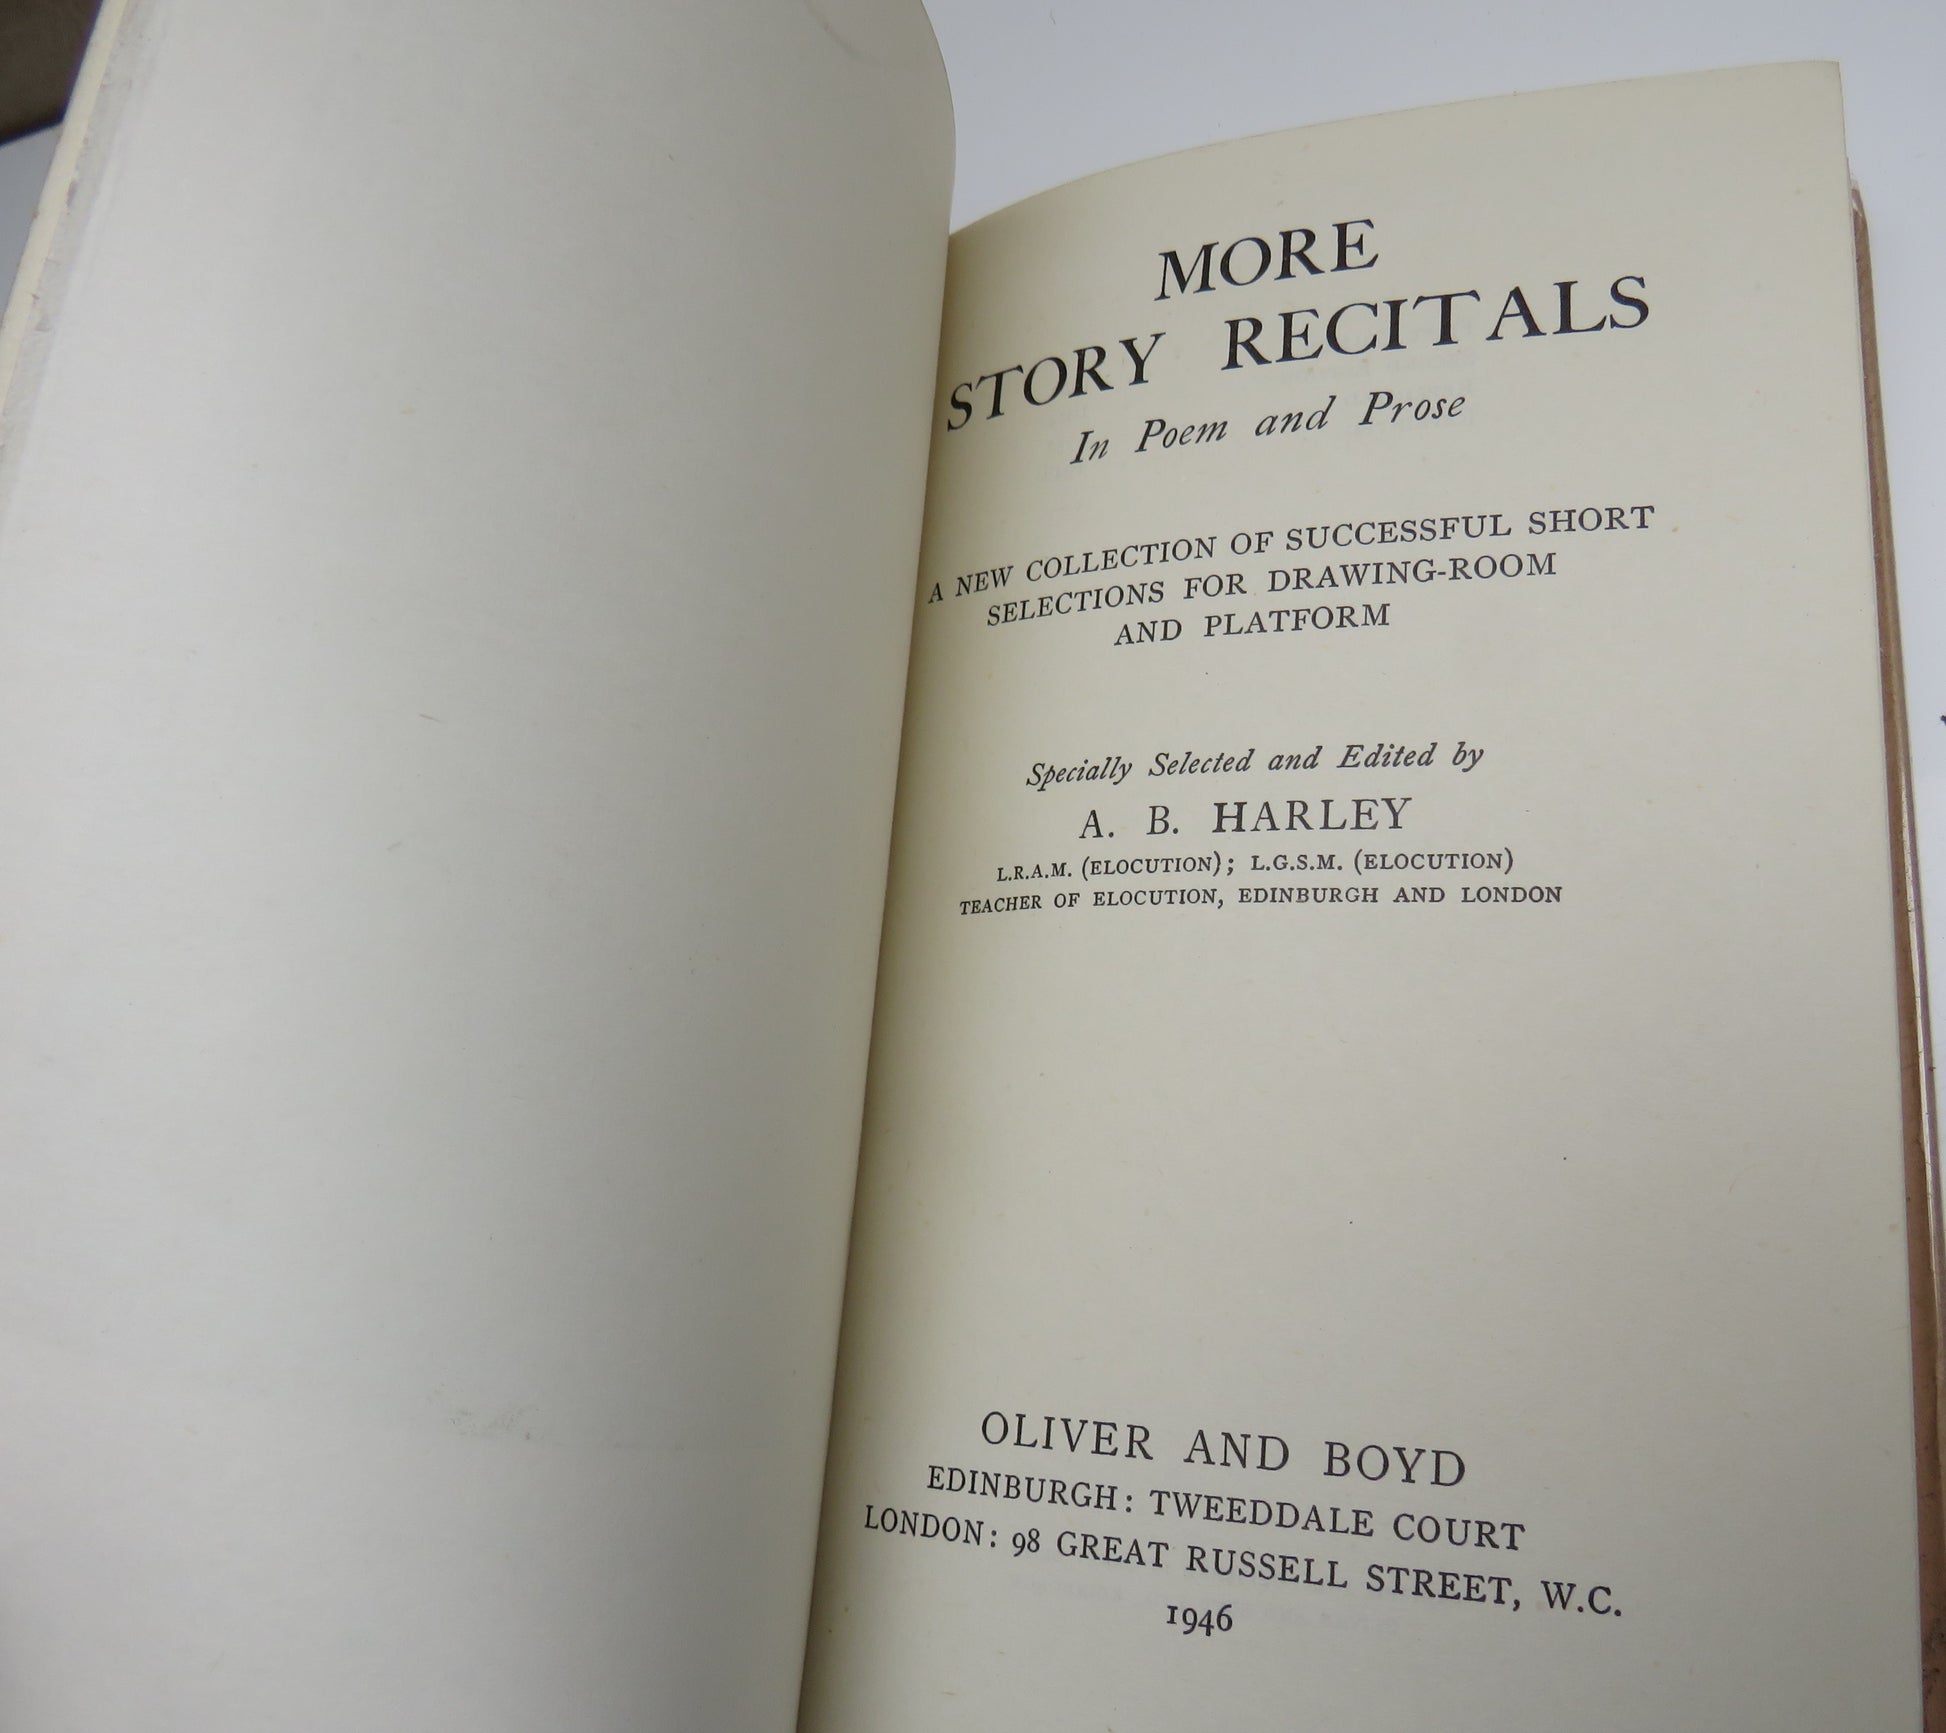 MORE
STORY RECITALS
In Poem and Prose
A NEW COLLECTION OF SUCCESSFUL SHORT
SELECTIONS FOR DRAWING-ROOM
AND PLATFORM
Specially Selected and Edited by
A. B. HARLEY
L.R.A.M. (ELOCUTION); L.G.S.M. (ELOCUTION)
TEACHER OF ELOCUTION, EDINBURGH AND LONDON
OLIVER AND BOYD
EDINBURGH: TWEEDDALE COURT
LONDON: 98 GREAT RUSSELL STREET, W.C.
1946